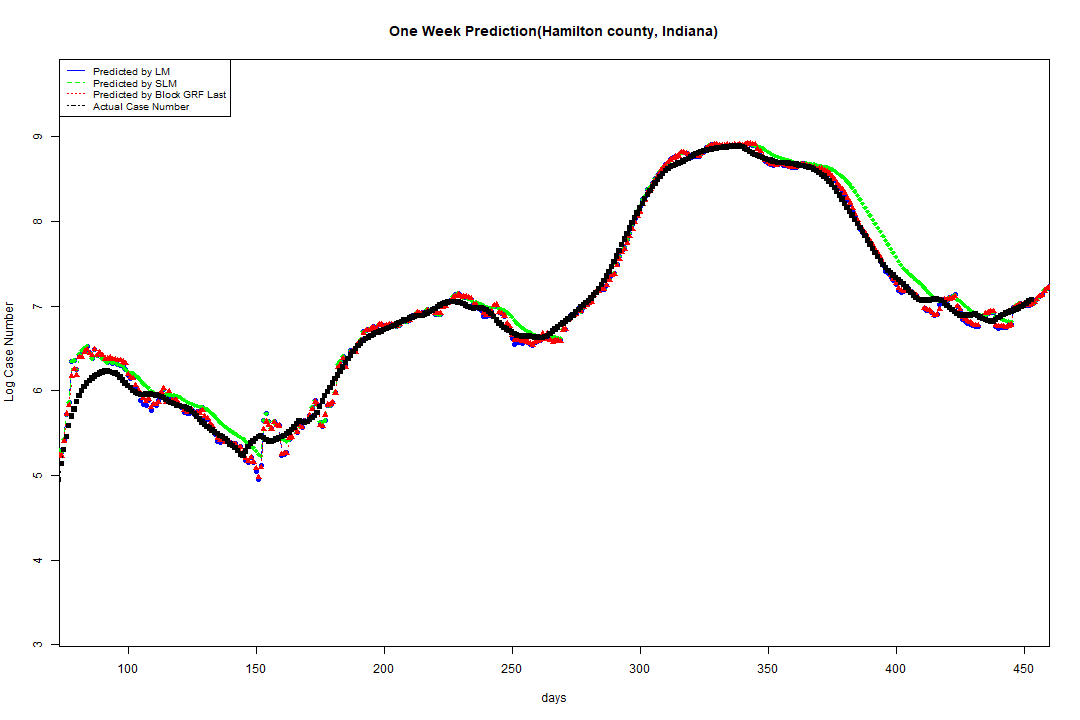 One Week Prediction(Hamilton county, Indiana)
Predicted by LM
Predicted by SLM
Predicted by Block GRF Last
Actual Case Number
Log Case Number
9
8
7
6
5
4
3
100 150 200 250 300 350 400 450
days